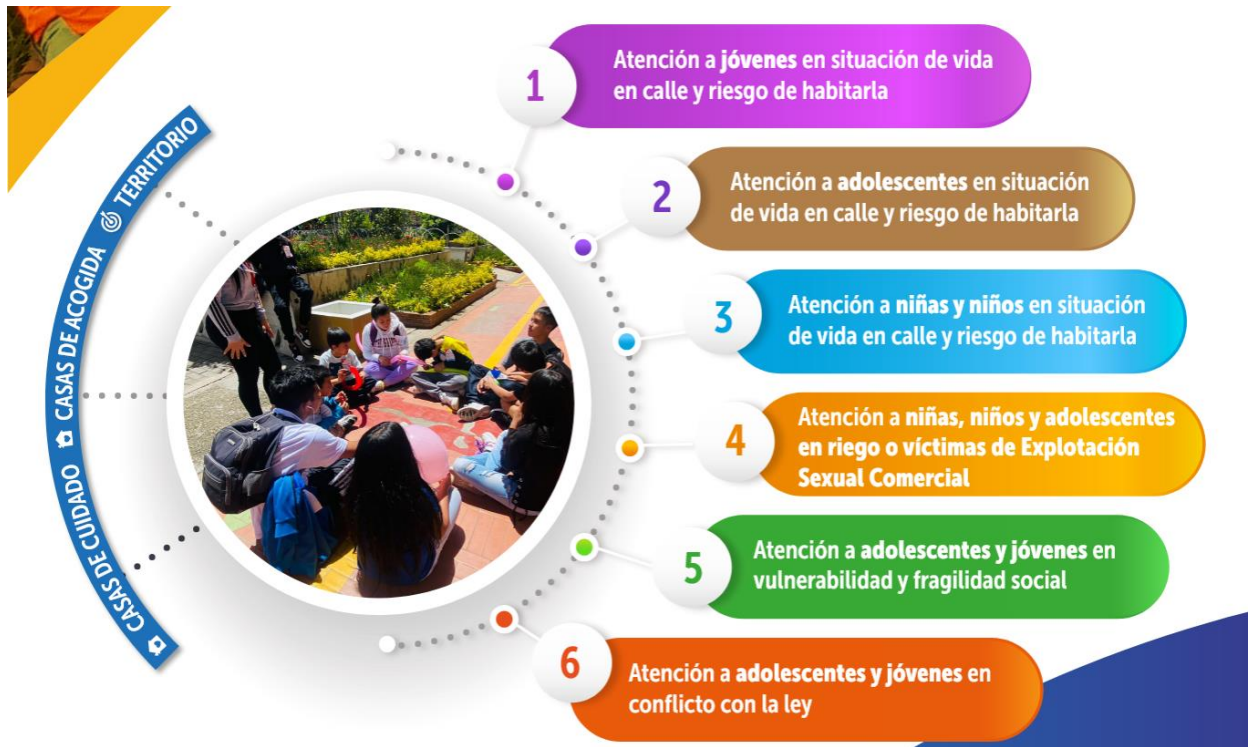 TERRITORIO
CASAS DE ACOGIDA
CASAS DE CUIDADO
1
Atención a jóvenes en situación de vida
en calle y riesgo de habitarla
2
Atención a adolescentes en situación
de vida en calle y riesgo de habitarla
3
Atención a niñas y niños en situación
de vida en calle y riesgo de habitarla
4
Atención a niñas, niños y adolescentes
en riego o víctimas de Explotación
Sexual Comercial
5
Atención a adolescentes y jóvenes en
vulnerabilidad y fragilidad social
6
Atención a adolescentes y jóvenes en
conflicto con la ley